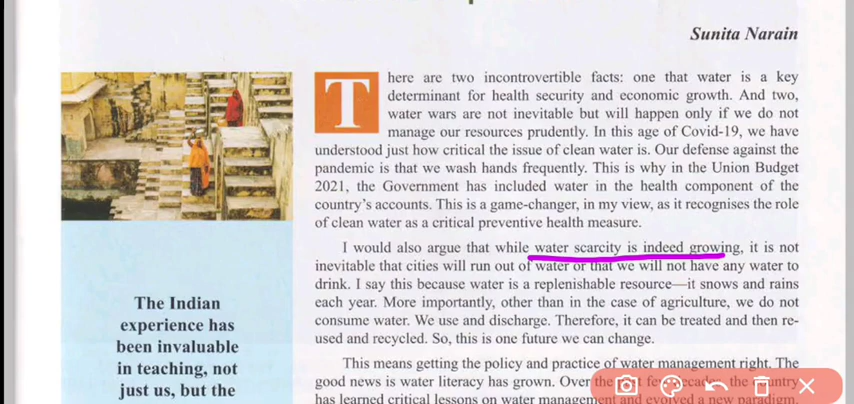 Sunita Narain
There are two incontrovertible facts: one that water is a key
determinant for health security and economic growth. And two,
water wars are not inevitable but will happen only if we do not
manage our resources prudently. In this age of Covid-19, we have
understood just how critical the issue of clean water is. Our defense against the
pandemic is that we wash hands frequently. This is why in the Union Budget
2021, the Government has included water in the health component of the
country's accounts. This is a game-changer, in my view, as it recognises the role
of clean water as a critical preventive health measure.
I would also argue that while water scarcity is indeed growing, it is not
inevitable that cities will run out of water or that we will not have any water to
drink. I say this because water is a replenishable resource—it snows and rains
each year. More importantly, other than in the case of agriculture, we do not
consume water. We use and discharge. Therefore, it can be treated and then re-
used and recycled. So, this is one future we can change.
This means getting the policy and practice of water management right. The
good news is water literacy has grown. Over the country
has learned critical lessons on water management and evolved a new paradigm.
The Indian
experience has
been invaluable
in teaching, not
just us, but the